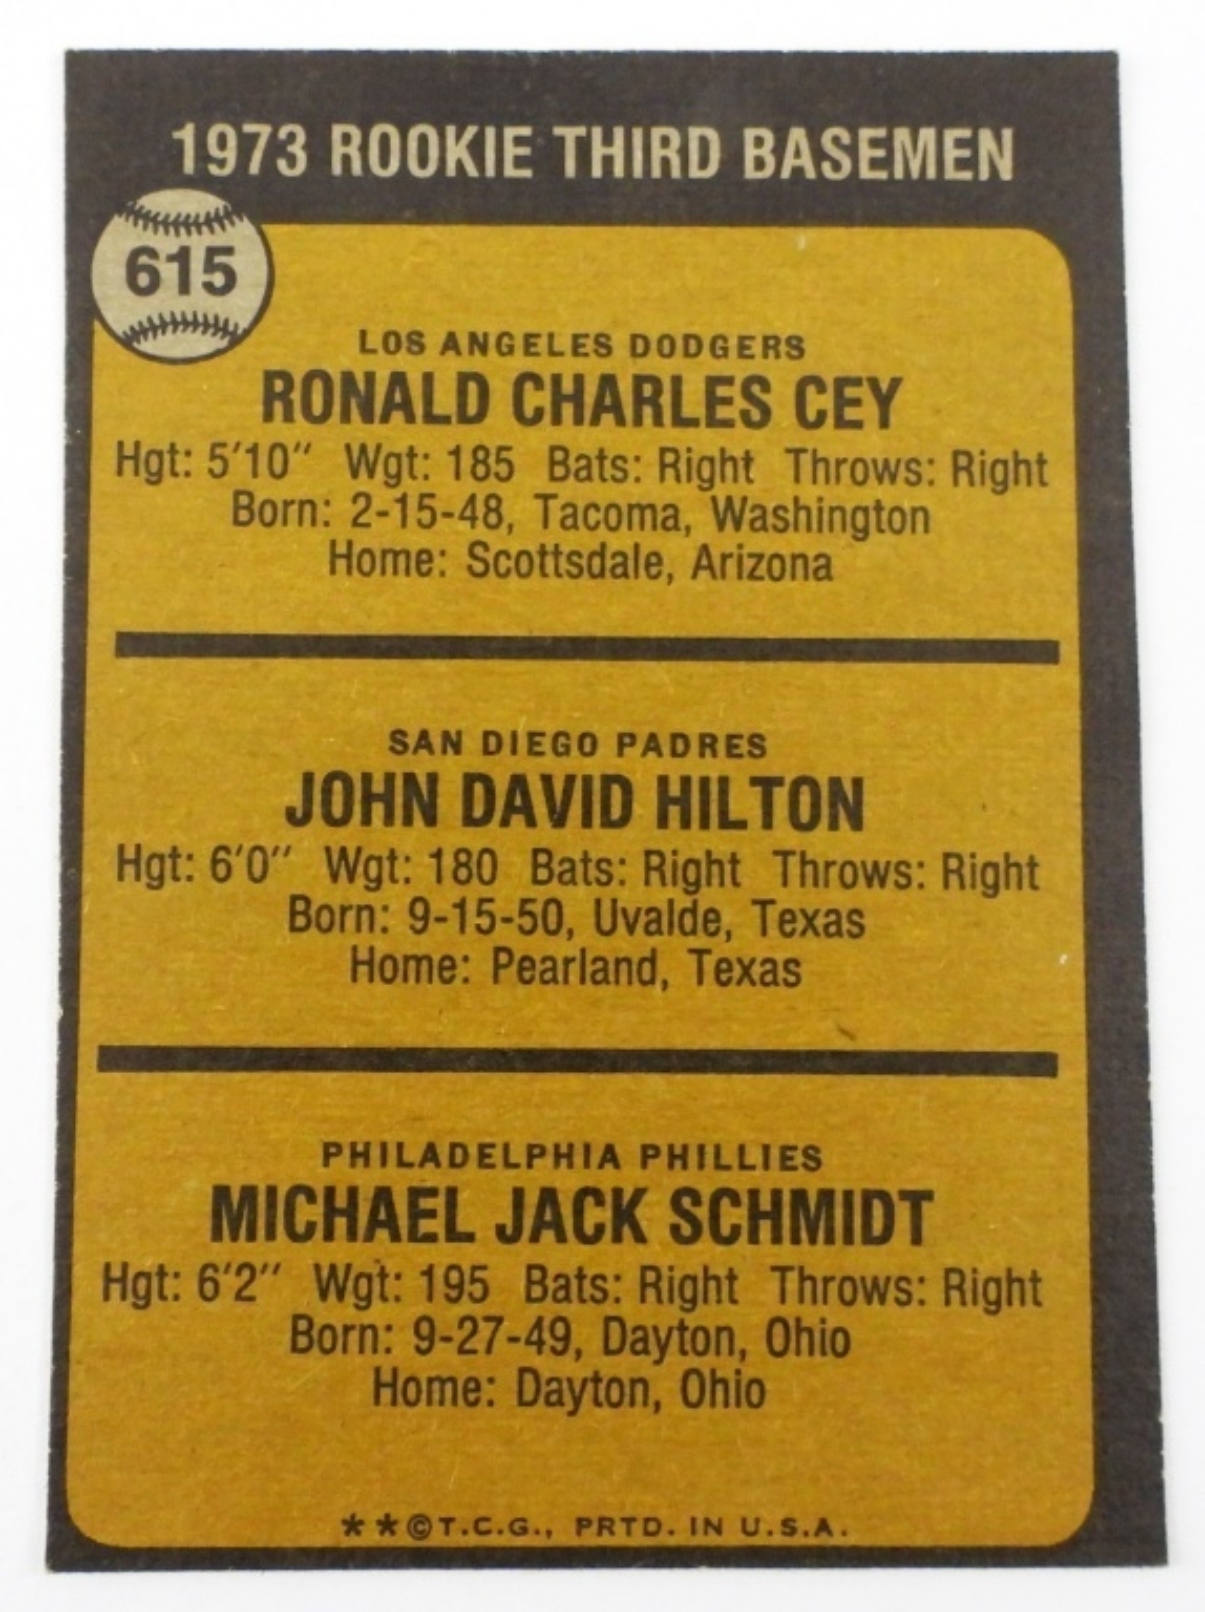 1973 ROOKIE THIRD BASEMEN
615
LOS ANGELES DODGERS
RONALD CHARLES CEY
Hgt: 5'10" Wgt: 185 Bats: Right Throws: Right
Born: 2-15-48, Tacoma, Washington
Home: Scottsdale, Arizona
SAN DIEGO PADRES
JOHN DAVID HILTON
Hgt: 6'0" Wgt: 180 Bats: Right Throws: Right
Born: 9-15-50, Uvalde, Texas
Home: Pearland, Texas
PHILADELPHIA PHILLIES
MICHAEL JACK SCHMIDT
Hgt: 6'2" Wgt: 195 Bats: Right Throws: Right
Born: 9-27-49, Dayton, Ohio
Home: Dayton, Ohio
**©T.C.G., PRTD. IN U.S.A.